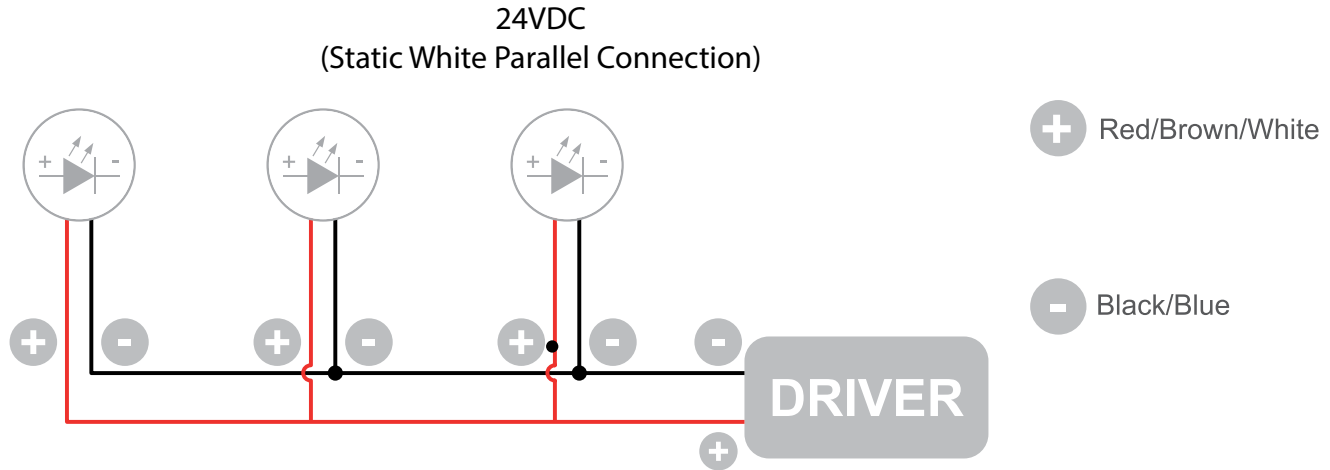 24VDC
(Static White Parallel Connection)
+ -
+ -
+ -
+ Red/Brown/White
- Black/Blue
+ -
+ -
+ - -
DRIVER
+